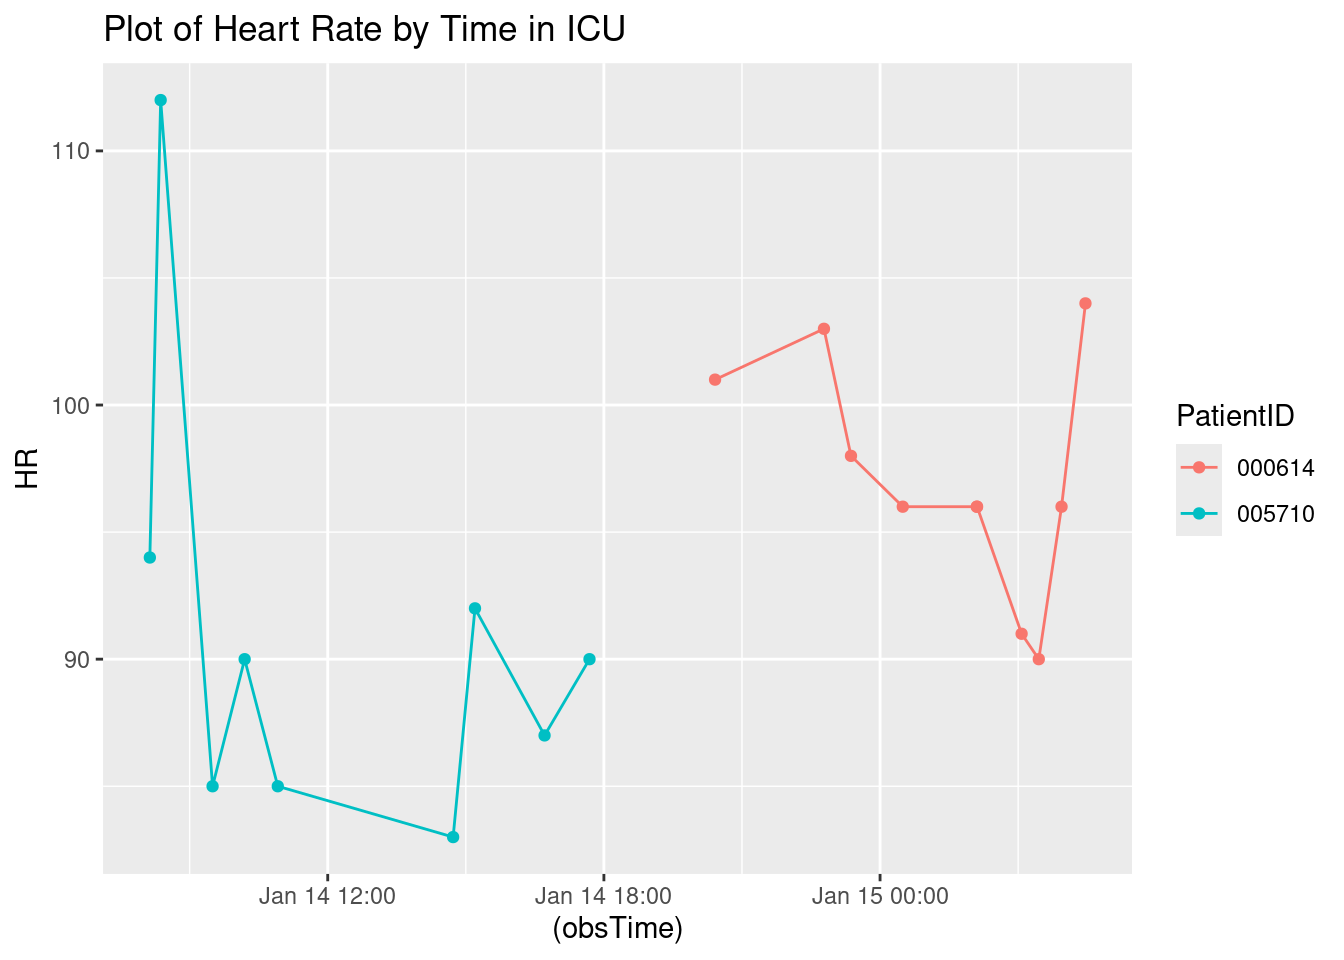 Plot of Heart Rate by Time in ICU
110
100
90
HR
Jan 14 12:00
Jan 14 18:00
Jan 15 00:00
(obsTime)
PatientID
000614
005710